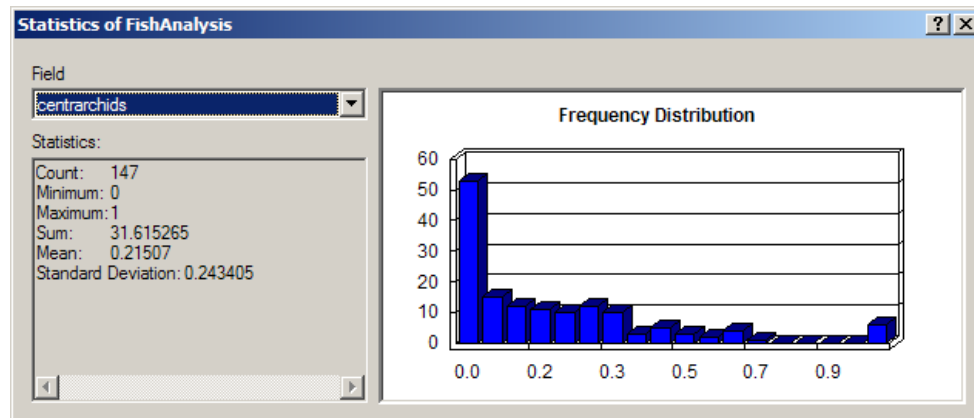 Statistics of FishAnalysis
Field
centrarchids
Statistics:
Count: 147
Minimum: 0
Maximum: 1
Sum: 31.615265
Mean: 0.21507
Standard Deviation: 0.243405
Frequency Distribution
60
50
40
30
20
10
0
0.0 0.2 0.3 0.5 0.7 0.9